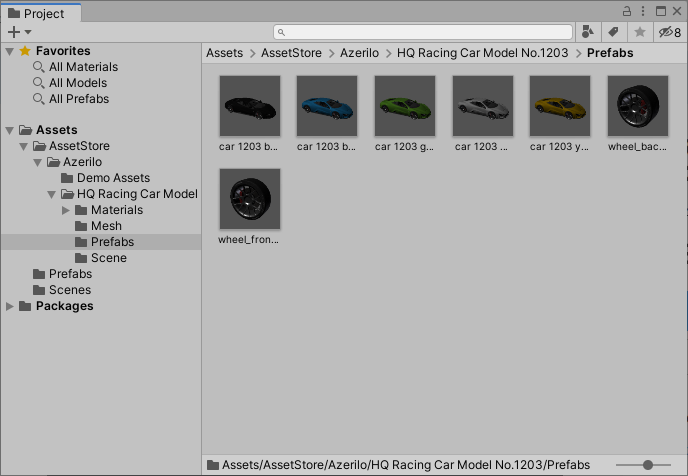 Project
8
Favorites
All Materials
All Models
All Prefabs
Assets
AssetStore
Azerilo
Demo Assets
HQ Racing Car Model
Materials
Mesh
Prefabs
Scene
Prefabs
Scenes
Packages
Assets > AssetStore > Azerilo > HQ Racing Car Model No.1203 > Prefabs
car 1203 b... car 1203 b... car 1203 g... car 1203 ... car 1203 y... wheel_bac...
wheel_fron...
Assets/AssetStore/Azerilo/HQ Racing Car Model No.1203/Prefabs